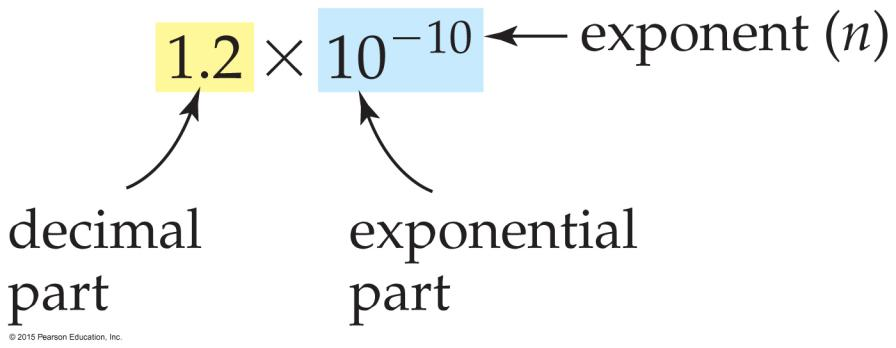 1.2 × 10⁻¹⁰ exponent (n)
decimal
part
exponential
part
© 2015 Pearson Education, Inc.